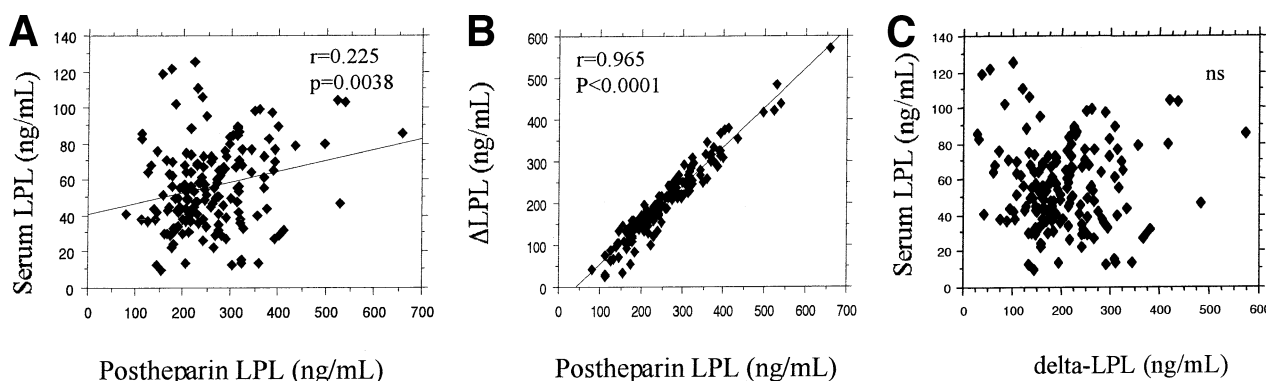 A
Serum LPL (ng/mL)
140
120
100
80
60
40
20
0
r=0.225
p=0.0038
0 100 200 300 400 500 600 700
Postheparin LPL (ng/mL)
B
ΔLPL (ng/mL)
600
500
400
300
200
100
0
r=0.965
P<0.0001
0 100 200 300 400 500 600 700
Postheparin LPL (ng/mL)
C
Serum LPL (ng/mL)
140
120
100
80
60
40
20
0
ns
0 100 200 300 400 500 600
delta-LPL (ng/mL)